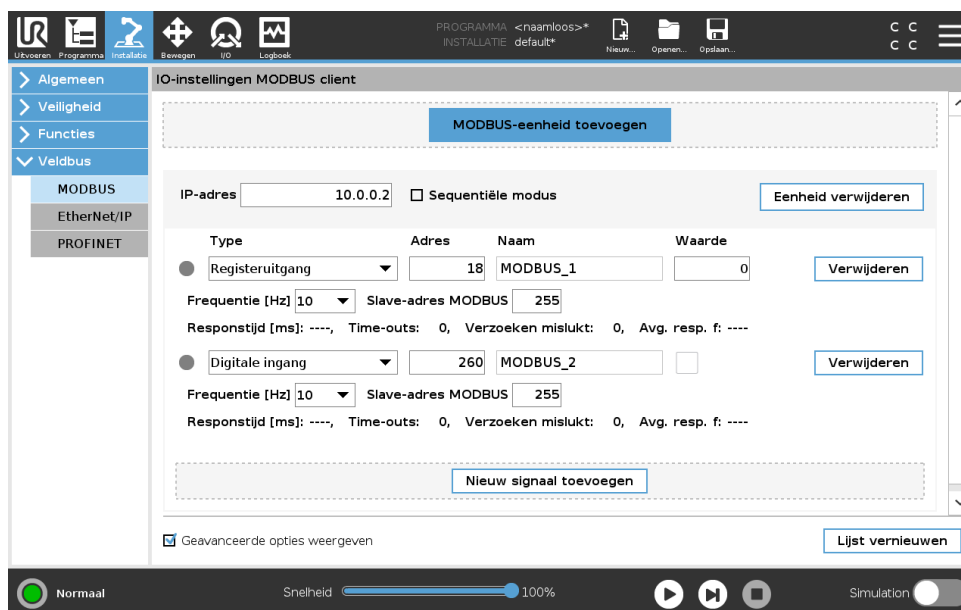 PROGRAMMA <naamloos>*
INSTALLATIE default*
Uitvoeren Programma Installatie Bewegen I/O Logboek Nieuw... Openen... Opslaan...
C C
C C
Algemeen
Veiligheid
Functies
Veldbus
MODBUS
EtherNet/IP
PROFINET
IO-instellingen MODBUS client
MODBUS-eenheid toevoegen
IP-adres 10.0.0.2 Sequentiële modus Eenheid verwijderen
Type Adres Naam Waarde
Registeruitgang 18 MODBUS_1 0 Verwijderen
Frequentie [Hz] 10 Slave-adres MODBUS 255
Responstijd [ms]: ----, Time-outs: 0, Verzoeken mislukt: 0, Avg. resp. f: ----
Digitale ingang 260 MODBUS_2 Verwijderen
Frequentie [Hz] 10 Slave-adres MODBUS 255
Responstijd [ms]: ----, Time-outs: 0, Verzoeken mislukt: 0, Avg. resp. f: ----
Nieuw signaal toevoegen
Geavanceerde opties weergeven Lijst vernieuwen
Normaal Snelheid 100% Simulation